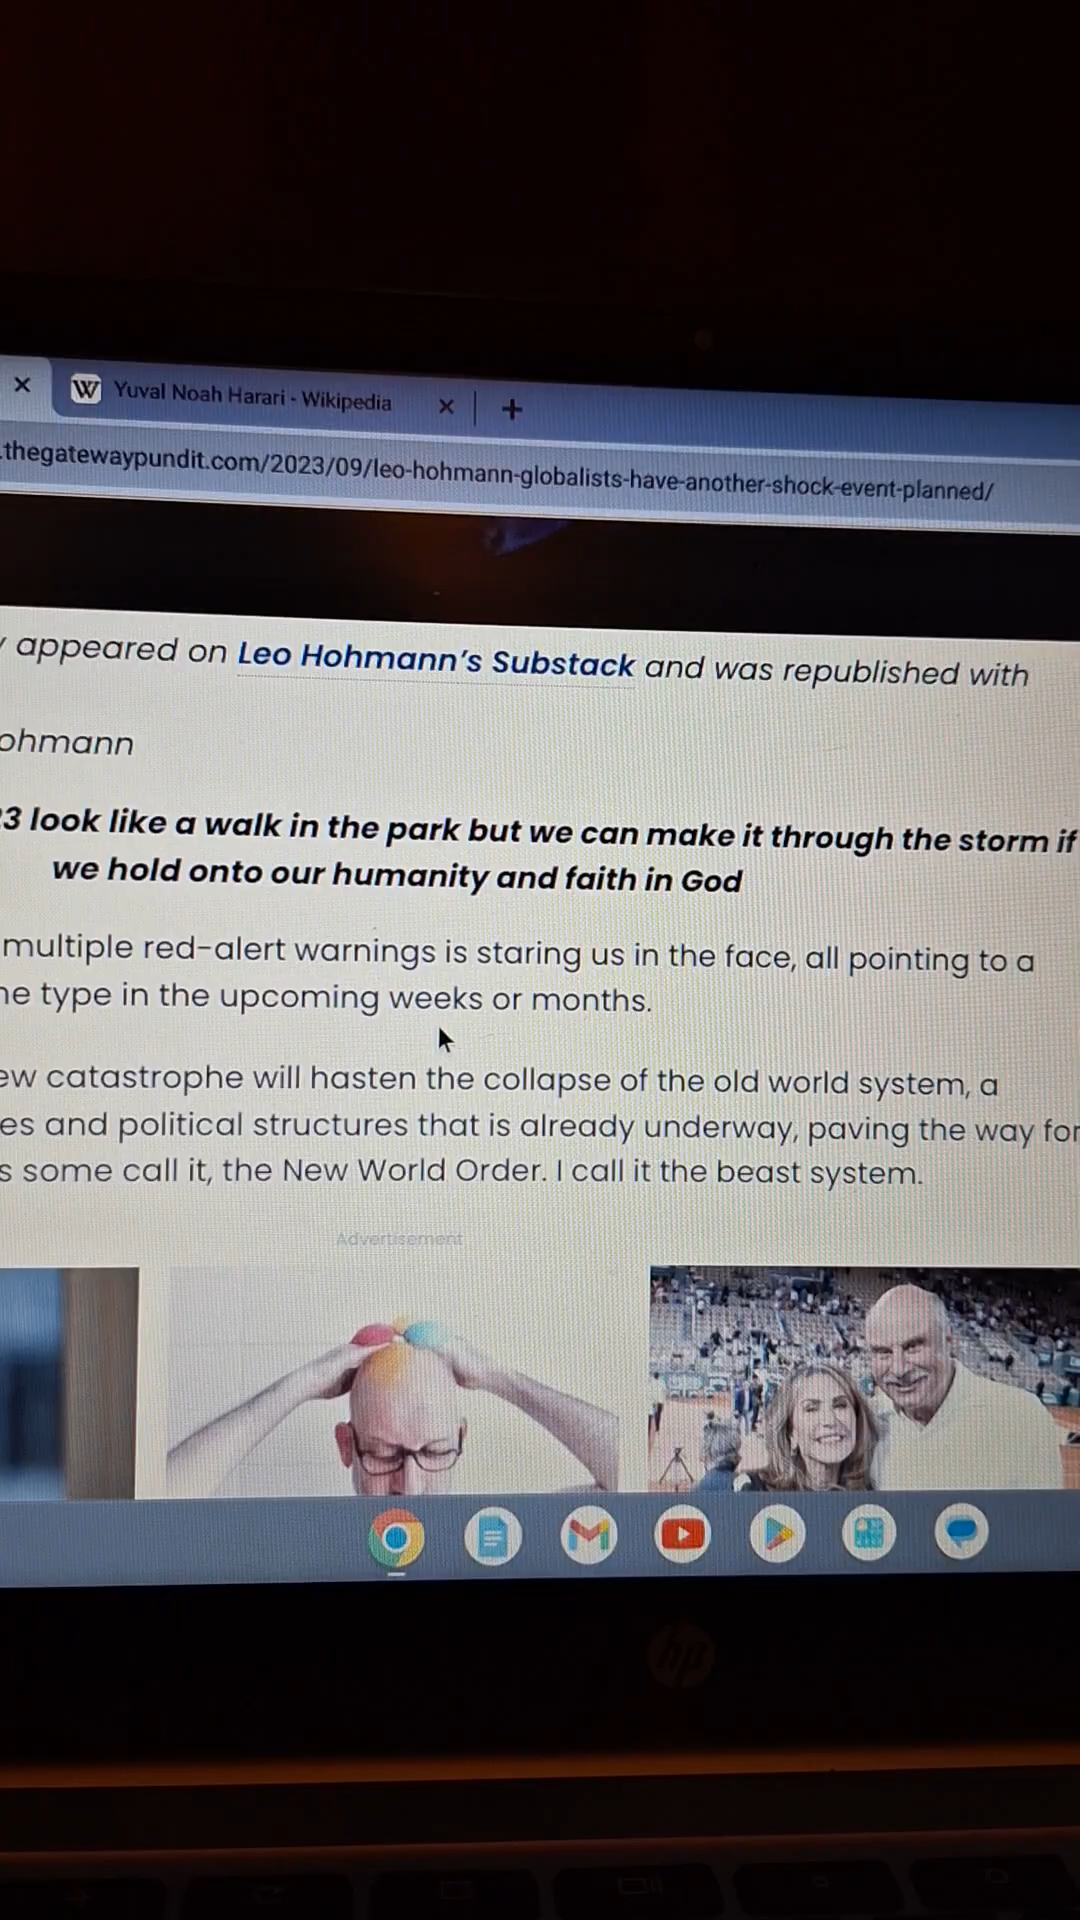 Yuval Noah Harari - Wikipedia
.thegatewaypundit.com/2023/09/leo-hohmann-globalists-have-another-shock-event-planned/
appeared on Leo Hohmann's Substack and was republished with
ohmann
3 look like a walk in the park but we can make it through the storm if
we hold onto our humanity and faith in God
multiple red-alert warnings is staring us in the face, all pointing to a
e type in the upcoming weeks or months.
ew catastrophe will hasten the collapse of the old world system, a
es and political structures that is already underway, paving the way for
s some call it, the New World Order. I call it the beast system.
Advertisement
hp